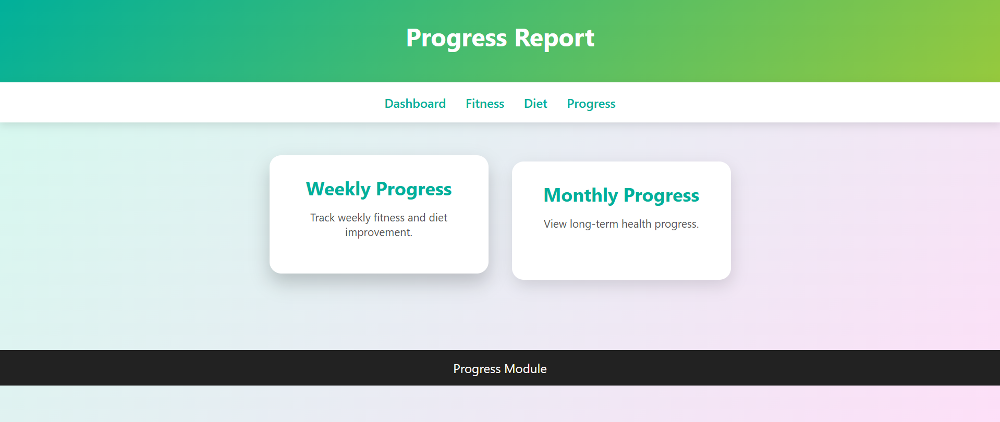 Progress Report
Dashboard Fitness Diet Progress
Weekly Progress
Track weekly fitness and diet
improvement.
Monthly Progress
View long-term health progress.
Progress Module